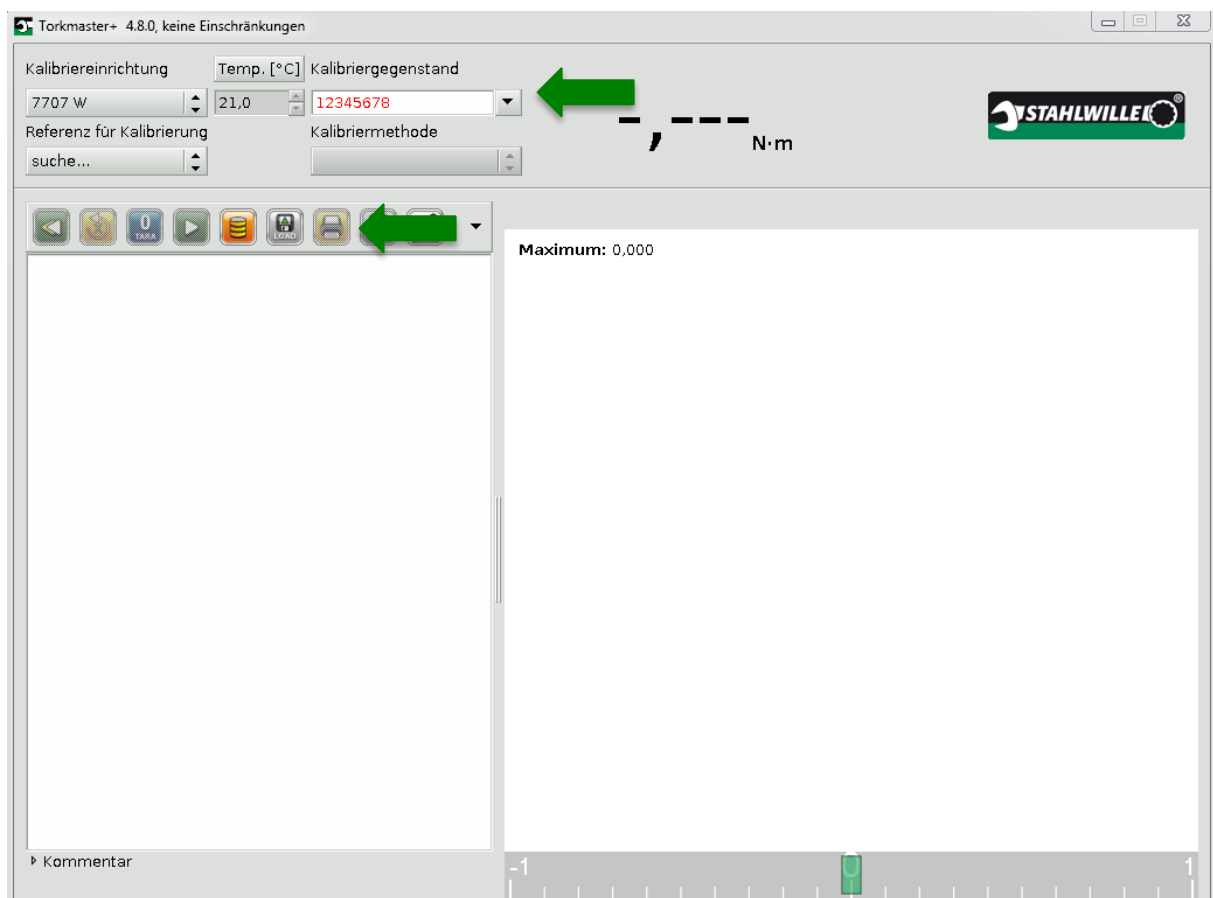 Torkmaster+ 4.8.0, keine Einschränkungen
Kalibriereinrichtung Temp. [°C] Kalibriergegenstand
7707 W 21,0 12345678
Referenz für Kalibrierung Kalibriermethode
suche...
-,--- N·m
STAHLWILLE®
0 TARA LOAD
Maximum: 0,000
Kommentar
-1 0 1